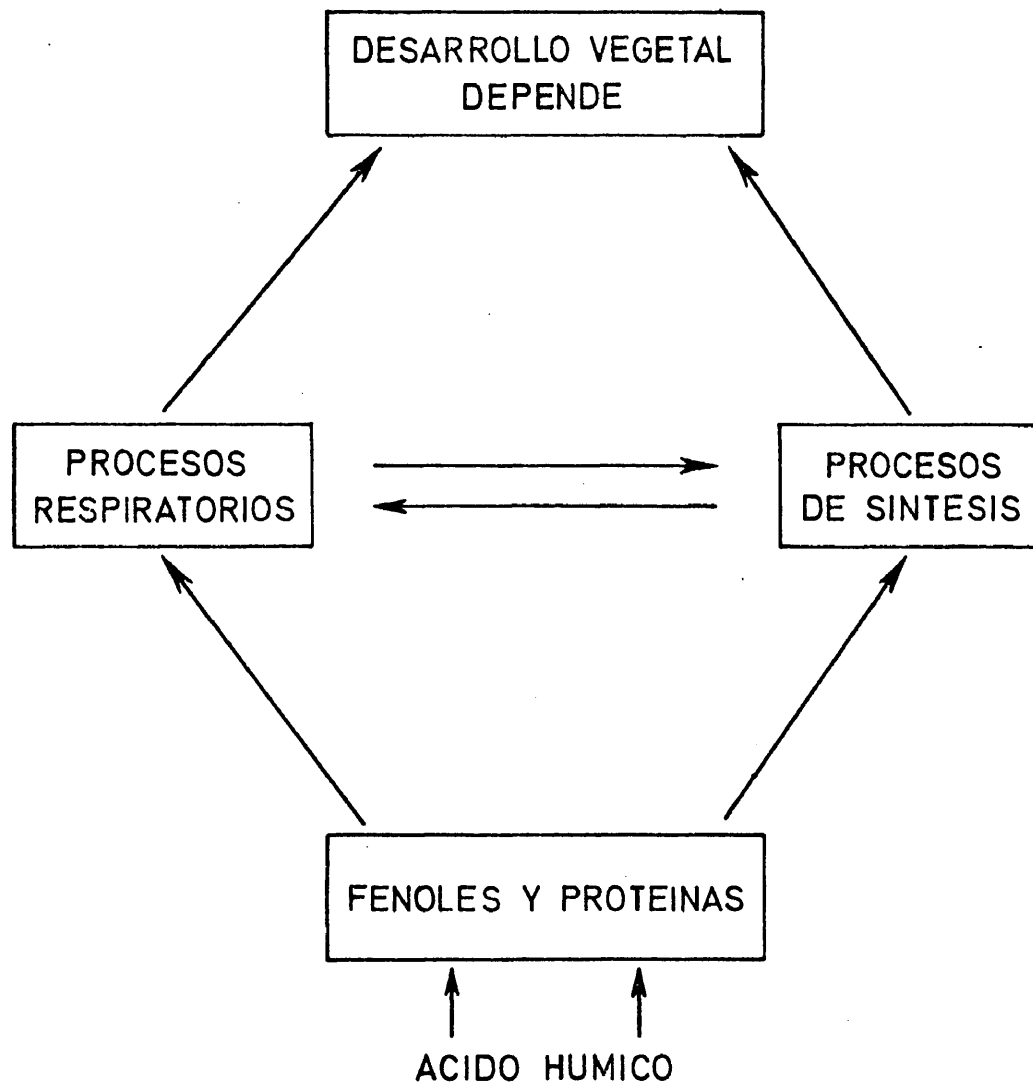 DESARROLLO VEGETAL
DEPENDE
PROCESOS
RESPIRATORIOS
PROCESOS
DE SINTESIS
FENOLES Y PROTEINAS
ACIDO HUMICO